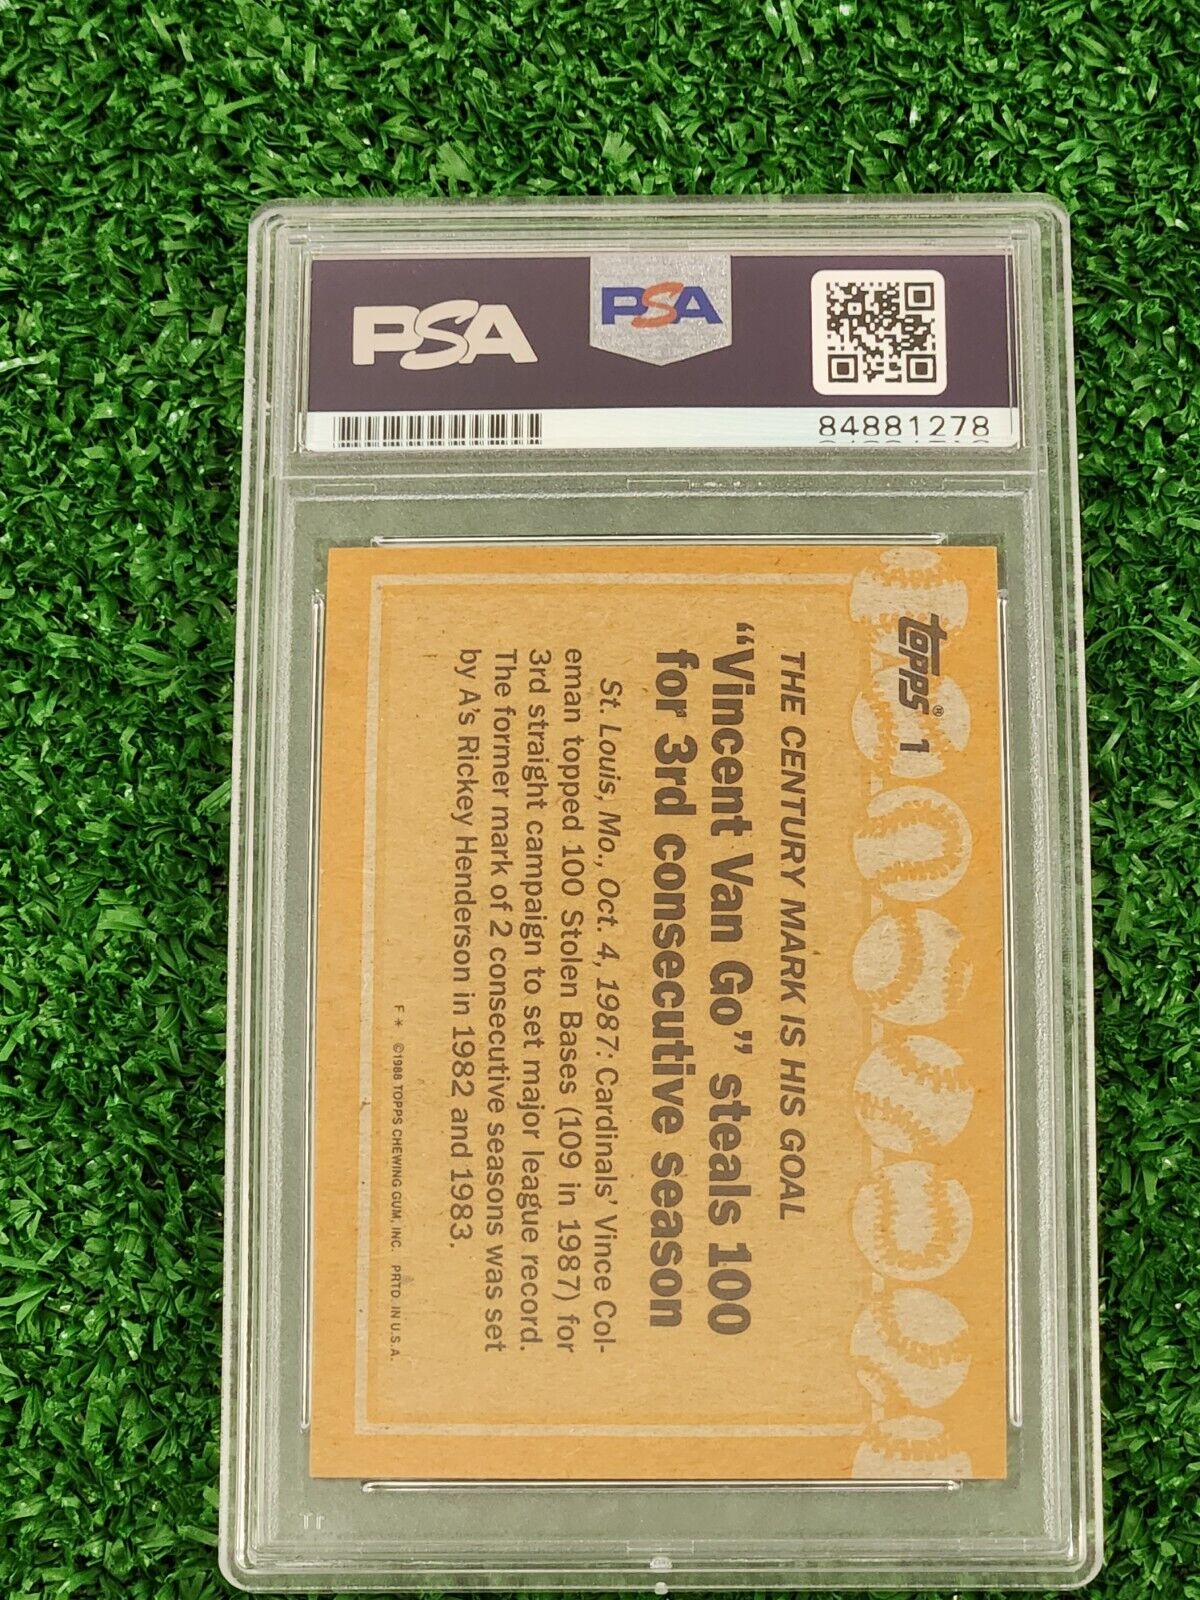 PSA
PSA
84881278
topps® 1
THE CENTURY MARK IS HIS GOAL
"Vincent Van Go" steals 100
for 3rd consecutive season
St. Louis, Mo., Oct. 4, 1987: Cardinals' Vince Col-
eman topped 100 Stolen Bases (109 in 1987) for
3rd straight campaign to set major league record.
The former mark of 2 consecutive seasons was set
by A's Rickey Henderson in 1982 and 1983.
F * ©1988 TOPPS CHEWING GUM, INC. PRTD. IN U.S.A.